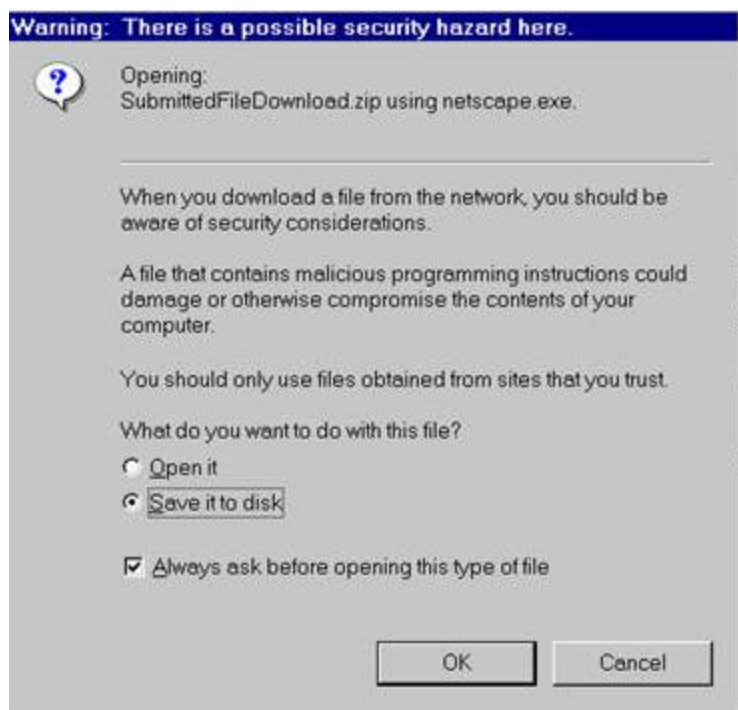 Warning: There is a possible security hazard here.
Opening:
SubmittedFileDownload.zip using netscape.exe.
When you download a file from the network, you should be
aware of security considerations.
A file that contains malicious programming instructions could
damage or otherwise compromise the contents of your
computer.
You should only use files obtained from sites that you trust.
What do you want to do with this file?
Open it
Save it to disk
Always ask before opening this type of file
OK
Cancel